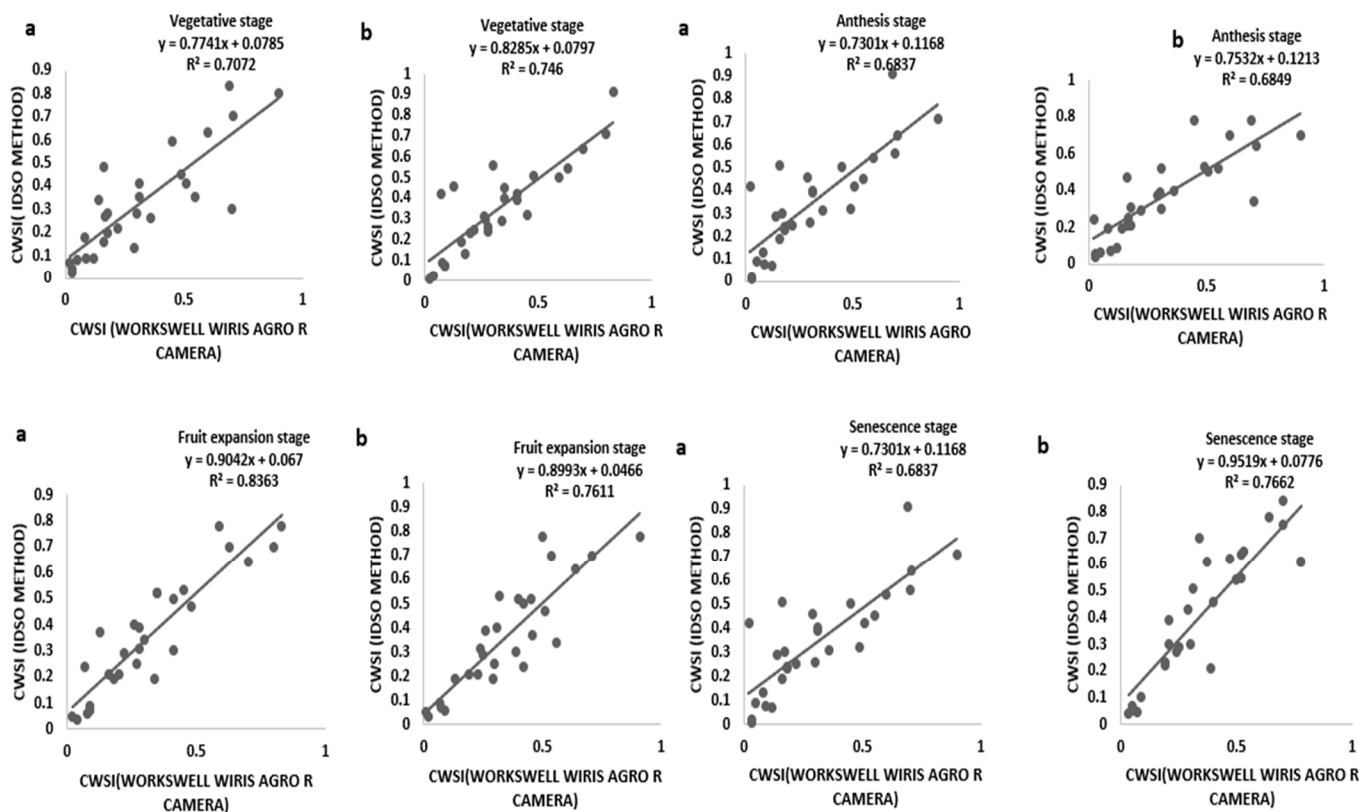 a
Vegetative stage
y = 0.7741x + 0.0785
R² = 0.7072
CWSI( IDSO METHOD)
0.9
0.8
0.7
0.6
0.5
0.4
0.3
0.2
0.1
0
0
0.5
1
CWSI (WORKSWELL WIRIS AGRO R
CAMERA)
b
Vegetative stage
y = 0.8285x + 0.0797
R² = 0.746
CWSI (IDSO METHOD)
1
0.9
0.8
0.7
0.6
0.5
0.4
0.3
0.2
0.1
0
0
0.5
1
CWSI(WORKSWELL WIRIS AGRO R
CAMERA)
a
Anthesis stage
y = 0.7301x + 0.1168
R² = 0.6837
CWSI (IDSO METHOD)
1
0.9
0.8
0.7
0.6
0.5
0.4
0.3
0.2
0.1
0
0
0.5
1
CWSI(WORKSWELL WIRIS AGRO
CAMERA)
b
Anthesis stage
y = 0.7532x + 0.1213
R² = 0.6849
CWSI (IDSO METHOD)
1
0.8
0.6
0.4
0.2
0
0
0.5
1
CWSI(WORKSWELL WIRIS AGRO R
CAMERA)
a
Fruit expansion stage
y = 0.9042x + 0.067
R² = 0.8363
CWSI (IDSO METHOD)
0.9
0.8
0.7
0.6
0.5
0.4
0.3
0.2
0.1
0
0
0.5
1
CWSI(WORKSWELL WIRIS AGRO R
CAMERA)
b
Fruit expansion stage
y = 0.8993x + 0.0466
R² = 0.7611
CWSI (IDSO METHOD)
1
0.9
0.8
0.7
0.6
0.5
0.4
0.3
0.2
0.1
0
0
0.5
1
CWSI(WORKSWELL WIRIS AGRO R
CAMERA)
a
Senescence stage
y = 0.7301x + 0.1168
R² = 0.6837
CWSI (IDSO METHOD)
1
0.9
0.8
0.7
0.6
0.5
0.4
0.3
0.2
0.1
0
0
0.5
1
CWSI(WORKSWELL WIRIS AGRO R
CAMERA)
b
Senescence stage
y = 0.9519x + 0.0776
R² = 0.7662
CWSI (IDSO METHOD)
0.9
0.8
0.7
0.6
0.5
0.4
0.3
0.2
0.1
0
0
0.5
1
CWSI(WORKSWELL WIRIS AGRO R
CAMERA)